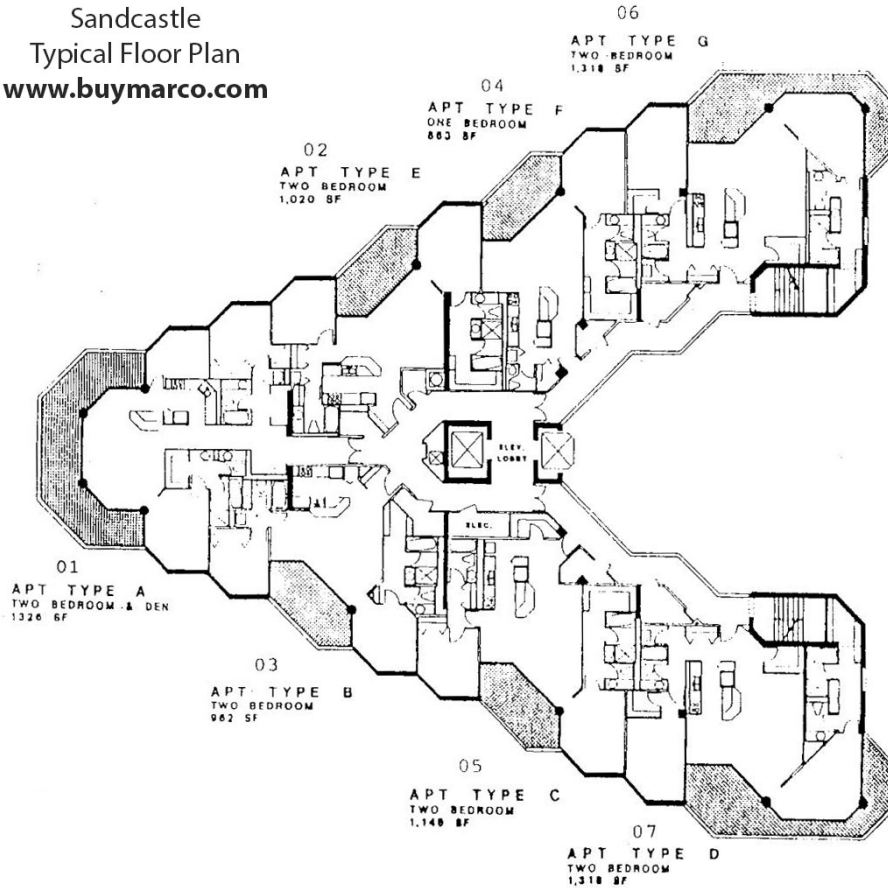 Sandcastle
Typical Floor Plan
www.buymarco.com
06
APT TYPE G
TWO BEDROOM
1,318 SF
04
APT TYPE F
ONE BEDROOM
863 SF
02
APT TYPE E
TWO BEDROOM
1,020 SF
ELEV.
LOBBY
ELEC.
01
APT TYPE A
TWO BEDROOM & DEN
1326 SF
03
APT TYPE B
TWO BEDROOM
962 SF
05
APT TYPE C
TWO BEDROOM
1,148 SF
07
APT TYPE D
TWO BEDROOM
1,318 SF